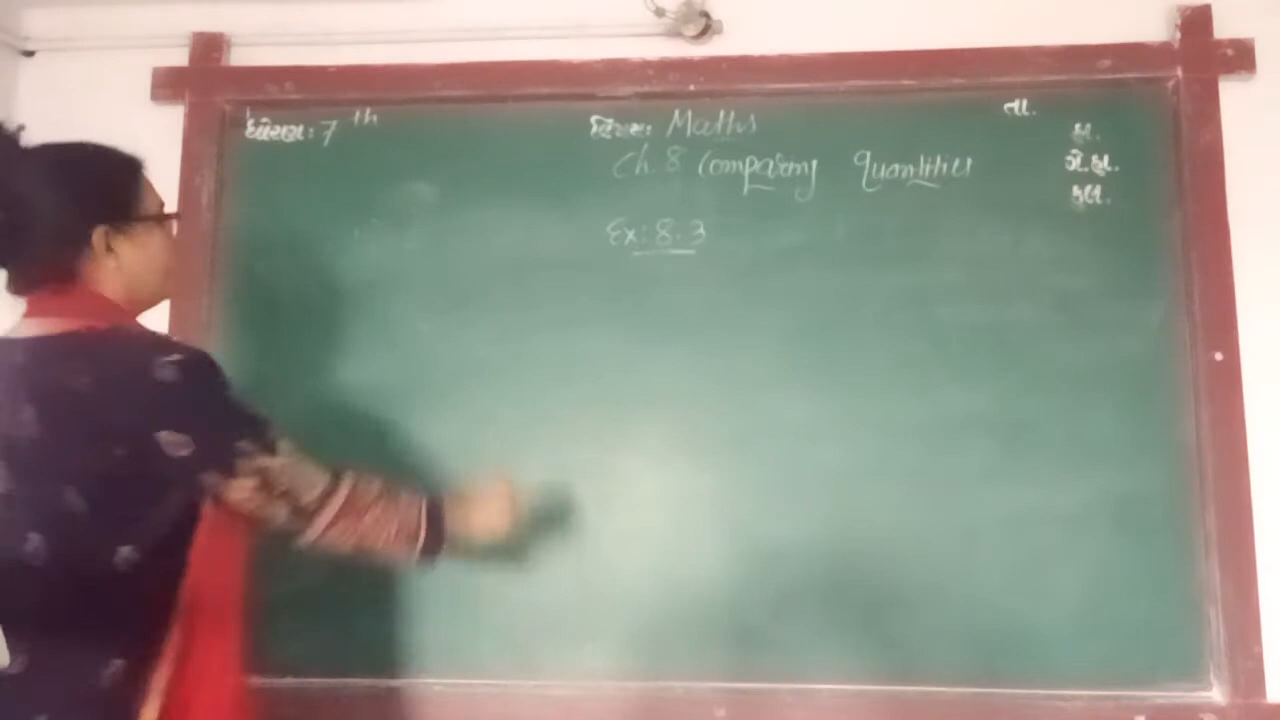 ધોરણ: 7th વિષય: Maths તા.
હા.
Ch. 8 Comparing Quantities ગે.હા.
કુલ.
Ex: 8.3